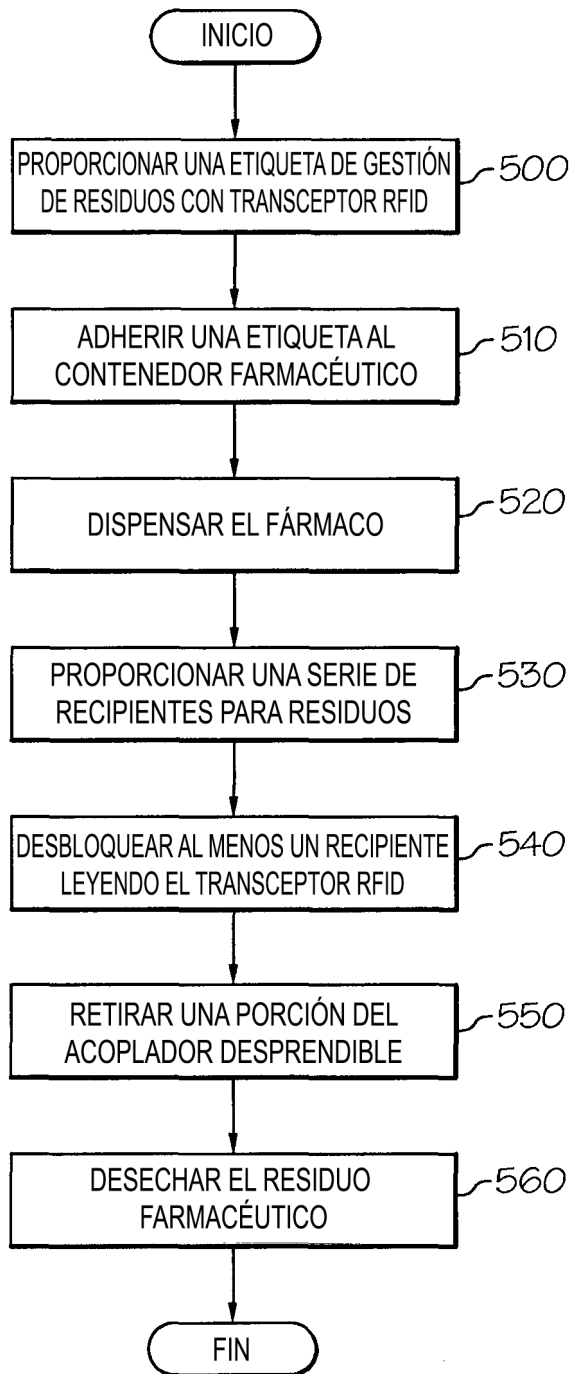 INICIO
PROPORCIONAR UNA ETIQUETA DE GESTIÓN
DE RESIDUOS CON TRANSCEPTOR RFID
500
ADHERIR UNA ETIQUETA AL
CONTENEDOR FARMACÉUTICO
510
DISPENSAR EL FÁRMACO
520
PROPORCIONAR UNA SERIE DE
RECIPIENTES PARA RESIDUOS
530
DESBLOQUEAR AL MENOS UN RECIPIENTE
LEYENDO EL TRANSCEPTOR RFID
540
RETIRAR UNA PORCIÓN DEL
ACOPLADOR DESPRENDIBLE
550
DESECHAR EL RESIDUO
FARMACÉUTICO
560
FIN